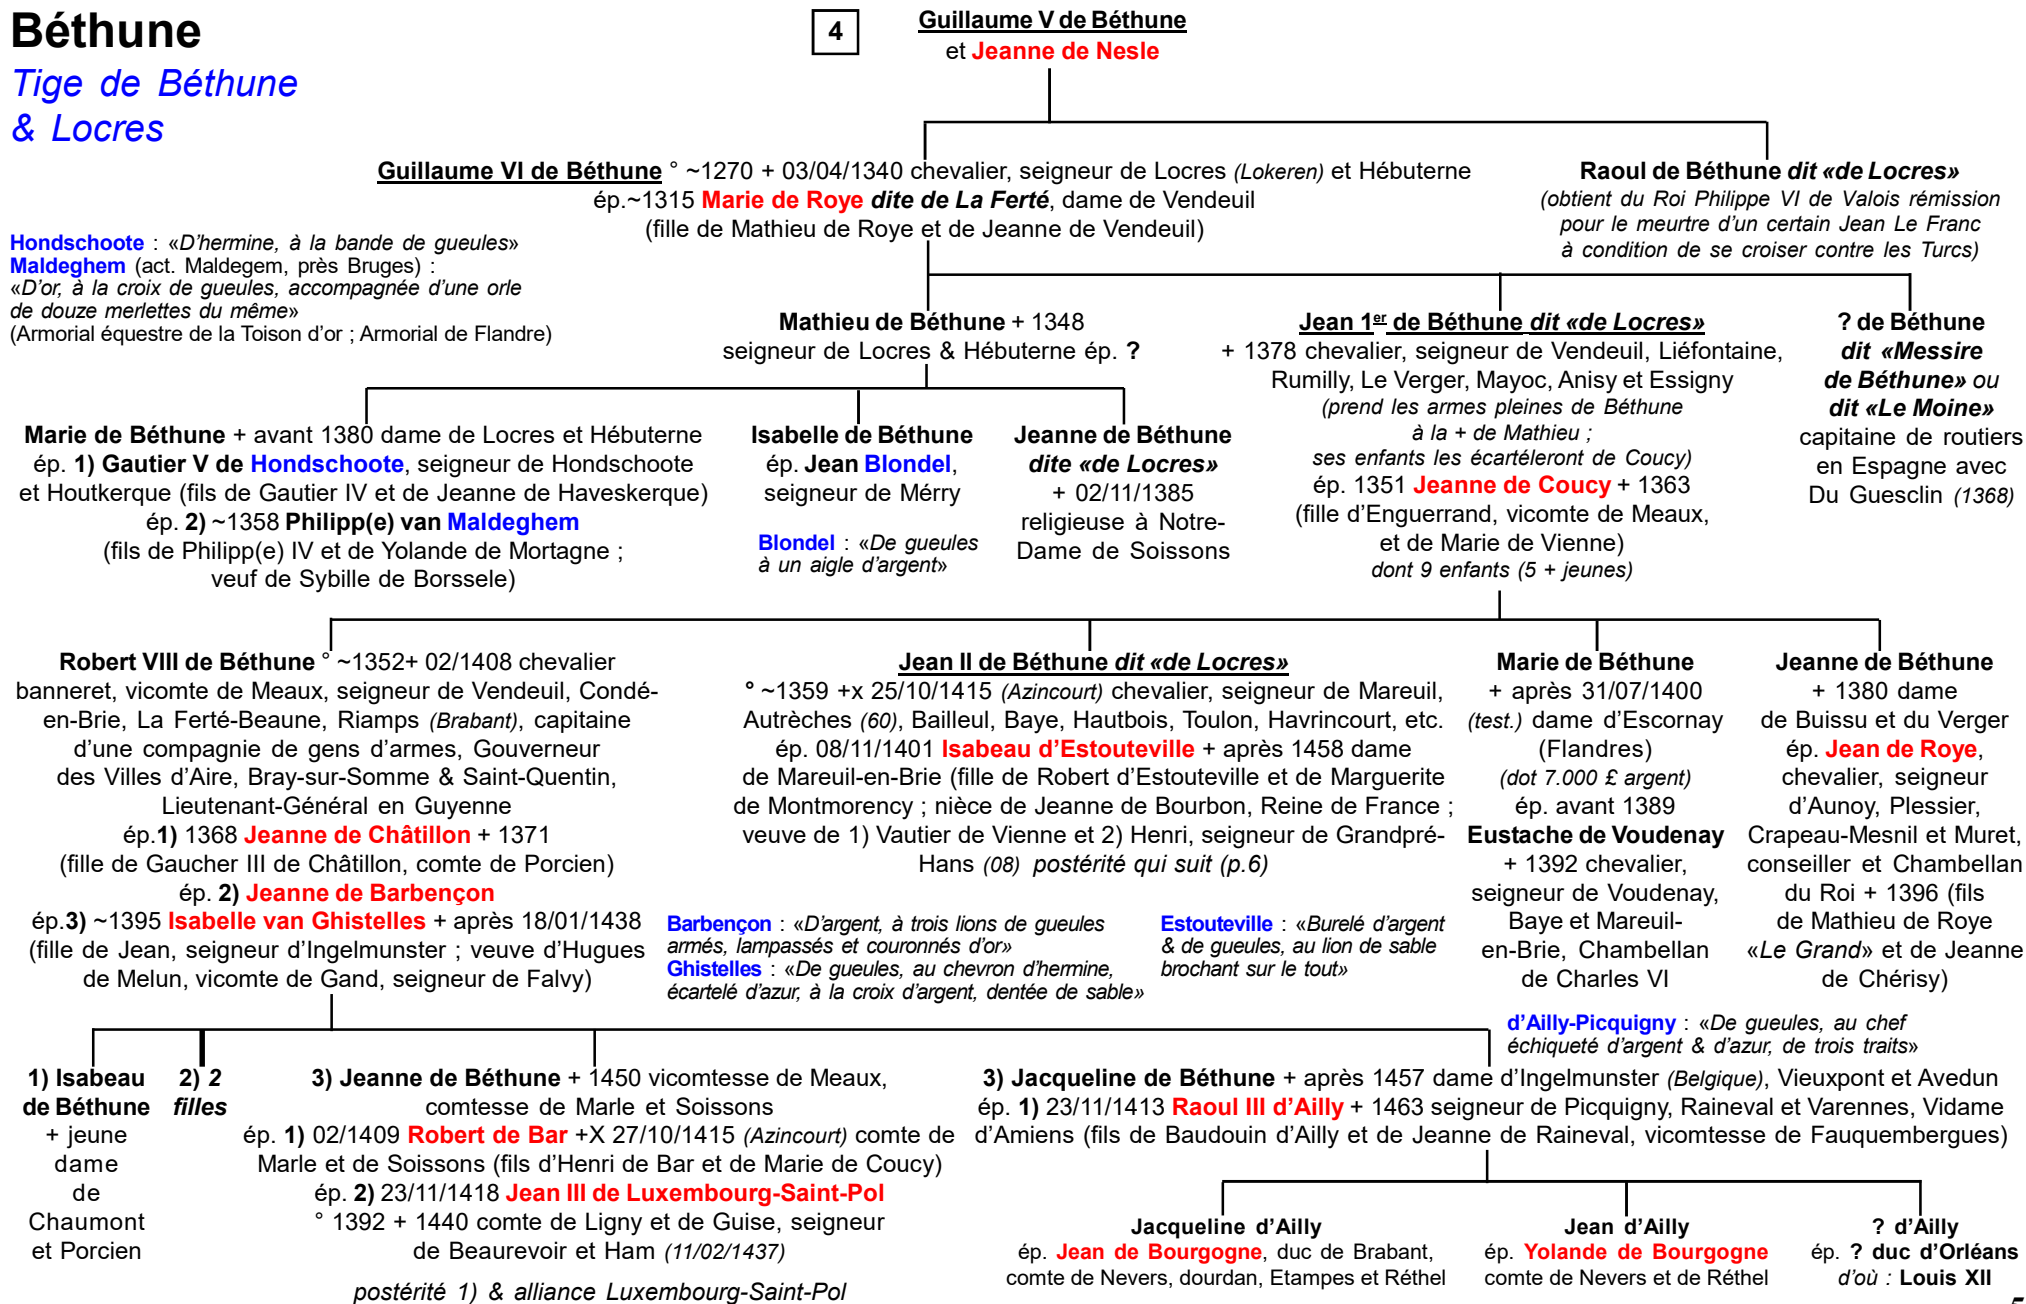 Béthune
Tige de Béthune
& Locres
4
Guillaume V de Béthune
et Jeanne de Nesle
Guillaume VI de Béthune ° ~1270 + 03/04/1340 chevalier, seigneur de Locres (Lokeren) et Hébuterne
ép.~1315 Marie de Roye dite de La Ferté, dame de Vendeuil
(fille de Mathieu de Roye et de Jeanne de Vendeuil)
Raoul de Béthune dit «de Locres»
(obtient du Roi Philippe VI de Valois rémission
pour le meurtre d’un certain Jean Le Franc
à condition de se croiser contre les Turcs)
Hondschoote : «D’hermine, à la bande de gueules»
Maldeghem (act. Maldegem, près Bruges) :
«D’or, à la croix de gueules, accompagnée d’une orle
de douze merlettes du même»
(Armorial équestre de la Toison d’or ; Armorial de Flandre)
Mathieu de Béthune + 1348
seigneur de Locres & Hébuterne ép. ?
Jean 1er de Béthune dit «de Locres»
+ 1378 chevalier, seigneur de Vendeuil, Liéfontaine,
Rumilly, Le Verger, Mayoc, Anisy et Essigny
(prend les armes pleines de Béthune
à la + de Mathieu ;
ses enfants les écartéleront de Coucy)
ép. 1351 Jeanne de Coucy + 1363
(fille d’Enguerrand, vicomte de Meaux,
et de Marie de Vienne)
dont 9 enfants (5 + jeunes)
? de Béthune
dit «Messire
de Béthune» ou
dit «Le Moine»
capitaine de routiers
en Espagne avec
Du Guesclin (1368)
Marie de Béthune + avant 1380 dame de Locres et Hébuterne
ép. 1) Gautier V de Hondschoote, seigneur de Hondschoote
et Houtkerque (fils de Gautier IV et de Jeanne de Haveskerque)
ép. 2) ~1358 Philipp(e) van Maldeghem
(fils de Philipp(e) IV et de Yolande de Mortagne ;
veuf de Sybille de Borssele)
Isabelle de Béthune
ép. Jean Blondel,
seigneur de Mérry
Blondel : «De gueules
à un aigle d’argent»
Jeanne de Béthune
dite «de Locres»
+ 02/11/1385
religieuse à Notre-
Dame de Soissons
Robert VIII de Béthune ° ~1352+ 02/1408 chevalier
banneret, vicomte de Meaux, seigneur de Vendeuil, Condé-
en-Brie, La Ferté-Beaune, Riamps (Brabant), capitaine
d’une compagnie de gens d’armes, Gouverneur
des Villes d’Aire, Bray-sur-Somme & Saint-Quentin,
Lieutenant-Général en Guyenne
ép.1) 1368 Jeanne de Châtillon + 1371
(fille de Gaucher III de Châtillon, comte de Porcien)
ép. 2) Jeanne de Barbençon
ép.3) ~1395 Isabelle van Ghistelles + après 18/01/1438
(fille de Jean, seigneur d’Ingelmunster ; veuve d’Hugues
de Melun, vicomte de Gand, seigneur de Falvy)
Jean II de Béthune dit «de Locres»
° ~1359 +x 25/10/1415 (Azincourt) chevalier, seigneur de Mareuil,
Autrèches (60), Bailleul, Baye, Hautbois, Toulon, Havrincourt, etc.
ép. 08/11/1401 Isabeau d’Estouteville + après 1458 dame
de Mareuil-en-Brie (fille de Robert d’Estouteville et de Marguerite
de Montmorency ; nièce de Jeanne de Bourbon, Reine de France ;
veuve de 1) Vautier de Vienne et 2) Henri, seigneur de Grandpré-
Hans (08) postérité qui suit (p.6)
Marie de Béthune
+ après 31/07/1400
(test.) dame d’Escornay
(Flandres)
(dot 7.000 £ argent)
ép. avant 1389
Eustache de Voudenay
+ 1392 chevalier,
seigneur de Voudenay,
Baye et Mareuil-
en-Brie, Chambellan
de Charles VI
Jeanne de Béthune
+ 1380 dame
de Buissu et du Verger
ép. Jean de Roye,
chevalier, seigneur
d’Aunoy, Plessier,
Crapeau-Mesnil et Muret,
conseiller et Chambellan
du Roi + 1396 (fils
de Mathieu de Roye
«Le Grand» et de Jeanne
de Chérisy)
Barbençon : «D’argent, à trois lions de gueules
armés, lampassés et couronnés d’or»
Ghistelles : «De gueules, au chevron d’hermine,
écartelé d’azur, à la croix d’argent, dentée de sable»
Estouteville : «Burelé d’argent
& de gueules, au lion de sable
brochant sur le tout»
d’Ailly-Picquigny : «De gueules, au chef
échiqueté d’argent & d’azur, de trois traits»
1) Isabeau
de Béthune
+ jeune
dame
de
Chaumont
et Porcien
2) 2
filles
3) Jeanne de Béthune + 1450 vicomtesse de Meaux,
comtesse de Marle et Soissons
ép. 1) 02/1409 Robert de Bar +X 27/10/1415 (Azincourt) comte de
Marle et de Soissons (fils d’Henri de Bar et de Marie de Coucy)
ép. 2) 23/11/1418 Jean III de Luxembourg-Saint-Pol
° 1392 + 1440 comte de Ligny et de Guise, seigneur
de Beaurevoir et Ham (11/02/1437)
postérité 1) & alliance Luxembourg-Saint-Pol
3) Jacqueline de Béthune + après 1457 dame d’Ingelmunster (Belgique), Vieuxpont et Avedun
ép. 1) 23/11/1413 Raoul III d’Ailly + 1463 seigneur de Picquigny, Raineval et Varennes, Vidame
d’Amiens (fils de Baudouin d’Ailly et de Jeanne de Raineval, vicomtesse de Fauquembergues)
Jacqueline d’Ailly
ép. Jean de Bourgogne, duc de Brabant,
comte de Nevers, dourdan, Etampes et Réthel
Jean d’Ailly
ép. Yolande de Bourgogne
comte de Nevers et de Réthel
? d’Ailly
ép. ? duc d’Orléans
d’où : Louis XII